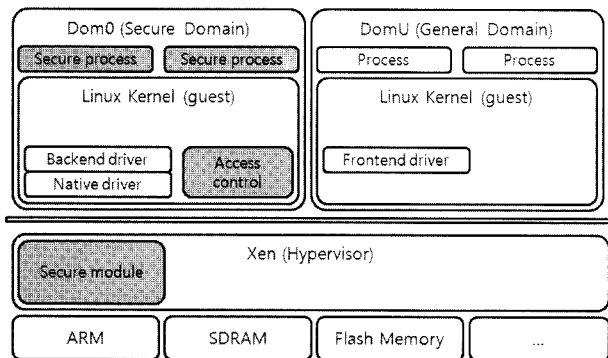 Dom0 (Secure Domain)
Secure process
Secure process
Linux Kernel (guest)
Backend driver
Native driver
Access
control
DomU (General Domain)
Process
Process
Linux Kernel (guest)
Frontend driver
Xen (Hypervisor)
Secure module
ARM
SDRAM
Flash Memory
...